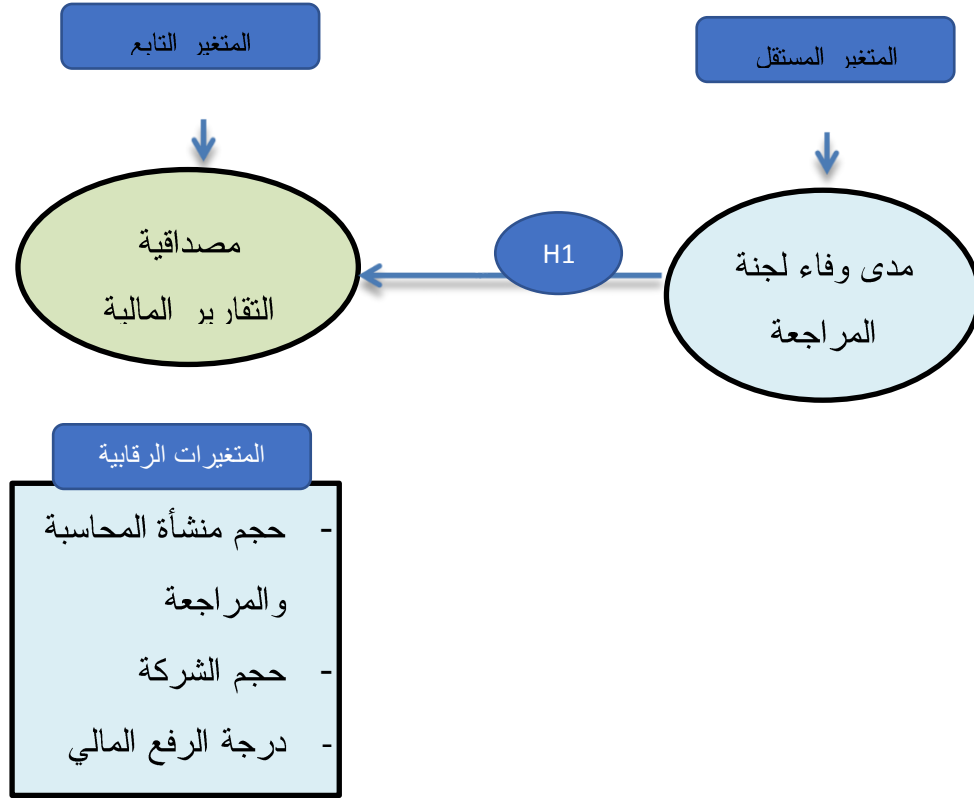 المتغير المستقل
المتغير التابع
H1
مدى وفاء لجنة
المراجعة
مصداقية
التقارير المالية
المتغيرات الرقابية
- حجم منشأة المحاسبة
والمراجعة
- حجم الشركة
- درجة الرفع المالي